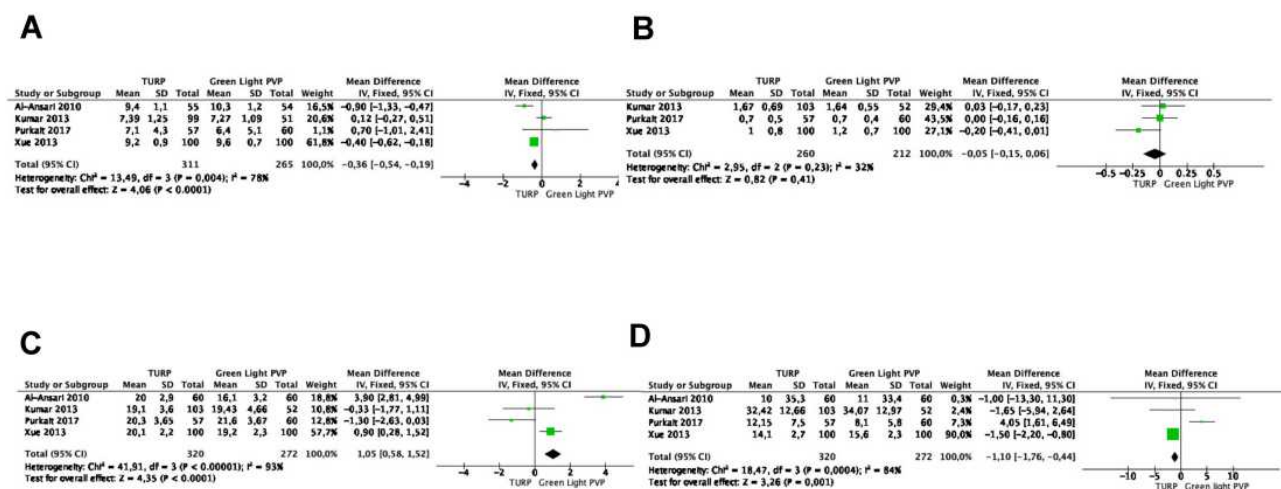 A
TURP Green Light PVP Mean Difference Mean Difference
Study or Subgroup Mean SD Total Mean SD Total Weight IV, Fixed, 95% CI IV, Fixed, 95% CI
Al-Ansari 2010 9,4 1,1 55 10,3 1,2 54 16,5% -0,90 [-1,33, -0,47]
Kumar 2013 7,39 1,25 99 7,27 1,09 51 20,6% 0,12 [-0,27, 0,51]
Purkait 2017 7,1 4,3 57 6,4 5,1 60 1,1% 0,70 [-1,01, 2,41]
Xue 2013 9,2 0,9 100 9,6 0,7 100 61,8% -0,40 [-0,62, -0,18]
Total (95% CI) 311 265 100,0% -0,36 [-0,54, -0,19]
Heterogeneity: Chi² = 13,49, df = 3 (P = 0,004); I² = 78%
Test for overall effect: Z = 4,06 (P < 0,0001)
-4 -2 0 2 4
TURP Green Light PVP
B
TURP Green Light PVP Mean Difference Mean Difference
Study or Subgroup Mean SD Total Mean SD Total Weight IV, Fixed, 95% CI IV, Fixed, 95% CI
Kumar 2013 1,67 0,69 103 1,64 0,55 52 29,4% 0,03 [-0,17, 0,23]
Purkait 2017 0,7 0,5 57 0,7 0,4 60 43,5% 0,00 [-0,16, 0,16]
Xue 2013 1 0,8 100 1,2 0,7 100 27,1% -0,20 [-0,41, 0,01]
Total (95% CI) 260 212 100,0% -0,05 [-0,15, 0,06]
Heterogeneity: Chi² = 2,95, df = 2 (P = 0,23); I² = 32%
Test for overall effect: Z = 0,82 (P = 0,41)
-0.5 -0.25 0 0.25 0.5
TURP Green Light PVP
C
TURP Green Light PVP Mean Difference Mean Difference
Study or Subgroup Mean SD Total Mean SD Total Weight IV, Fixed, 95% CI IV, Fixed, 95% CI
Al-Ansari 2010 20 2,9 60 16,1 3,2 60 18,8% 3,90 [2,81, 4,99]
Kumar 2013 19,1 3,6 103 19,43 4,66 52 10,8% -0,33 [-1,77, 1,11]
Purkait 2017 20,3 3,65 57 21,6 3,67 60 12,8% -1,30 [-2,63, 0,03]
Xue 2013 20,1 2,2 100 19,2 2,3 100 57,7% 0,90 [0,28, 1,52]
Total (95% CI) 320 272 100,0% 1,05 [0,58, 1,52]
Heterogeneity: Chi² = 41,91, df = 3 (P < 0,00001); I² = 93%
Test for overall effect: Z = 4,35 (P < 0,0001)
-4 -2 0 2 4
TURP Green Light PVP
D
TURP Green Light PVP Mean Difference Mean Difference
Study or Subgroup Mean SD Total Mean SD Total Weight IV, Fixed, 95% CI IV, Fixed, 95% CI
Al-Ansari 2010 10 35,3 60 11 33,4 60 0,3% -1,00 [-13,30, 11,30]
Kumar 2013 32,42 12,66 103 34,07 12,97 52 2,4% -1,65 [-5,94, 2,64]
Purkait 2017 12,15 7,5 57 8,1 5,8 60 7,3% 4,05 [1,61, 6,49]
Xue 2013 14,1 2,7 100 15,6 2,3 100 90,0% -1,50 [-2,20, -0,80]
Total (95% CI) 320 272 100,0% -1,10 [-1,76, -0,44]
Heterogeneity: Chi² = 18,47, df = 3 (P = 0,0004); I² = 84%
Test for overall effect: Z = 3,26 (P = 0,001)
-10 -5 0 5 10
TURP Green light PVP